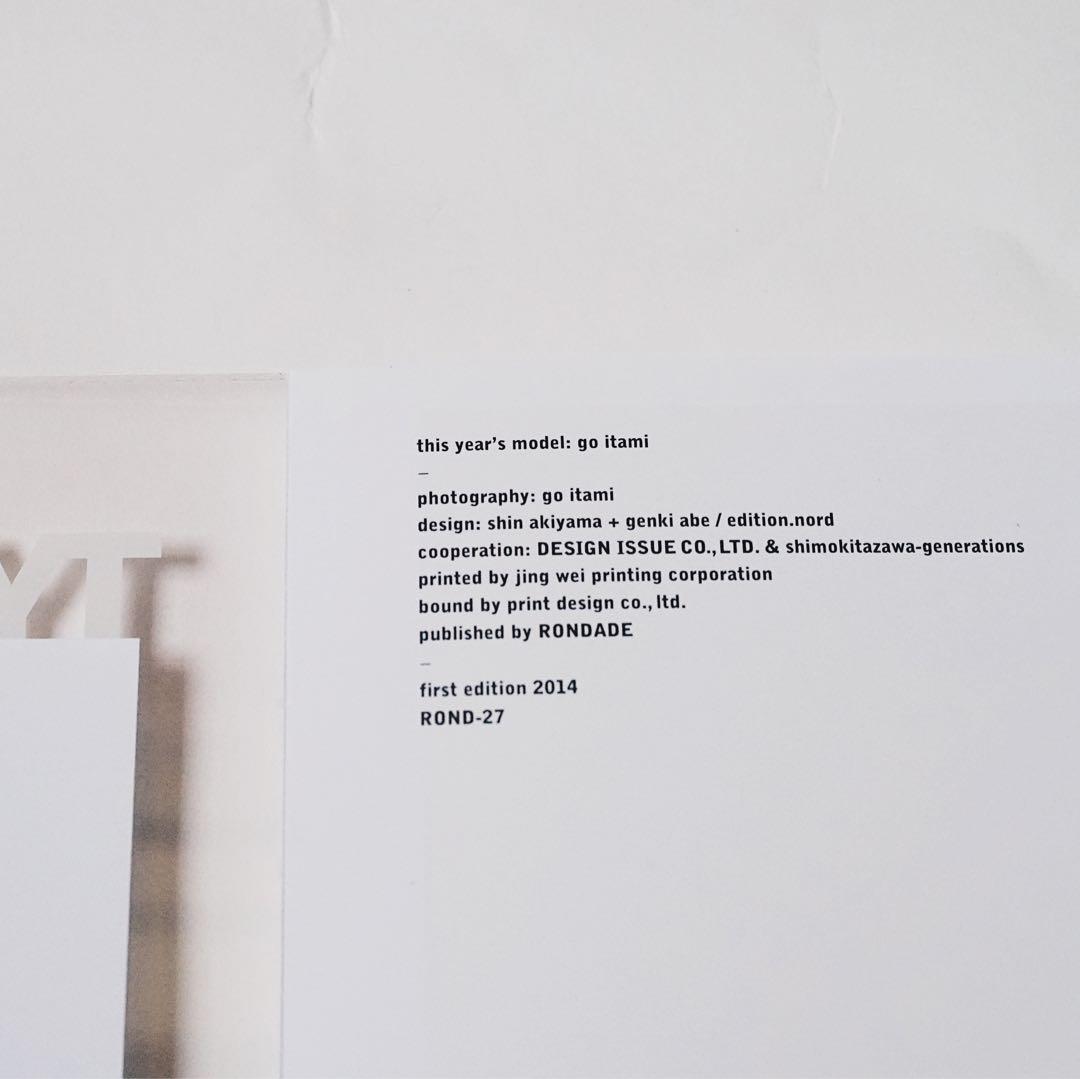 YT
this year's model: go itami
–
photography: go itami
design: shin akiyama + genki abe / edition.nord
cooperation: DESIGN ISSUE CO., LTD. & shimokitazawa-generations
printed by jing wei printing corporation
bound by print design co., ltd.
published by RONDADE
–
first edition 2014
ROND-27